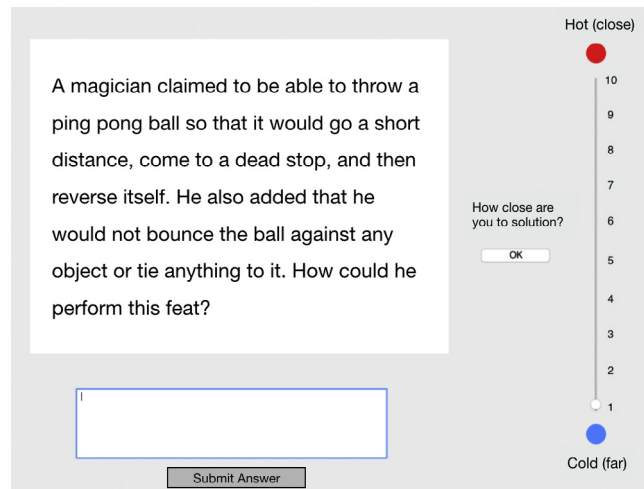 Hot (close)
A magician claimed to be able to throw a
ping pong ball so that it would go a short
distance, come to a dead stop, and then
reverse itself. He also added that he
would not bounce the ball against any
object or tie anything to it. How could he
perform this feat?
How close are
you to solution?
OK
10
9
8
7
6
5
4
3
2
1
Submit Answer
Cold (far)